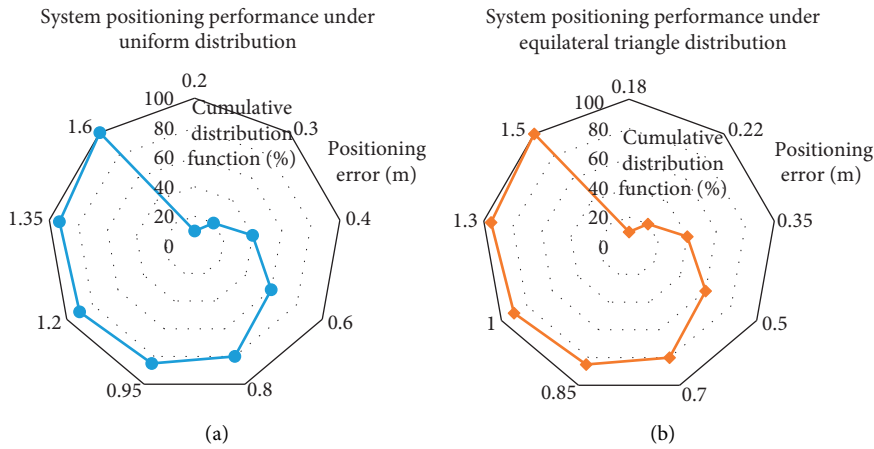 System positioning performance under
uniform distribution
0.2
0.3
0.4
0.6
0.8
0.95
1.2
1.35
1.6
100
80
60
40
20
0
Cumulative
distribution
function (%)
Positioning
error (m)
(a)
System positioning performance under
equilateral triangle distribution
0.18
0.22
0.35
0.5
0.7
0.85
1
1.3
1.5
100
80
60
40
20
0
Cumulative
distribution
function (%)
Positioning
error (m)
(b)